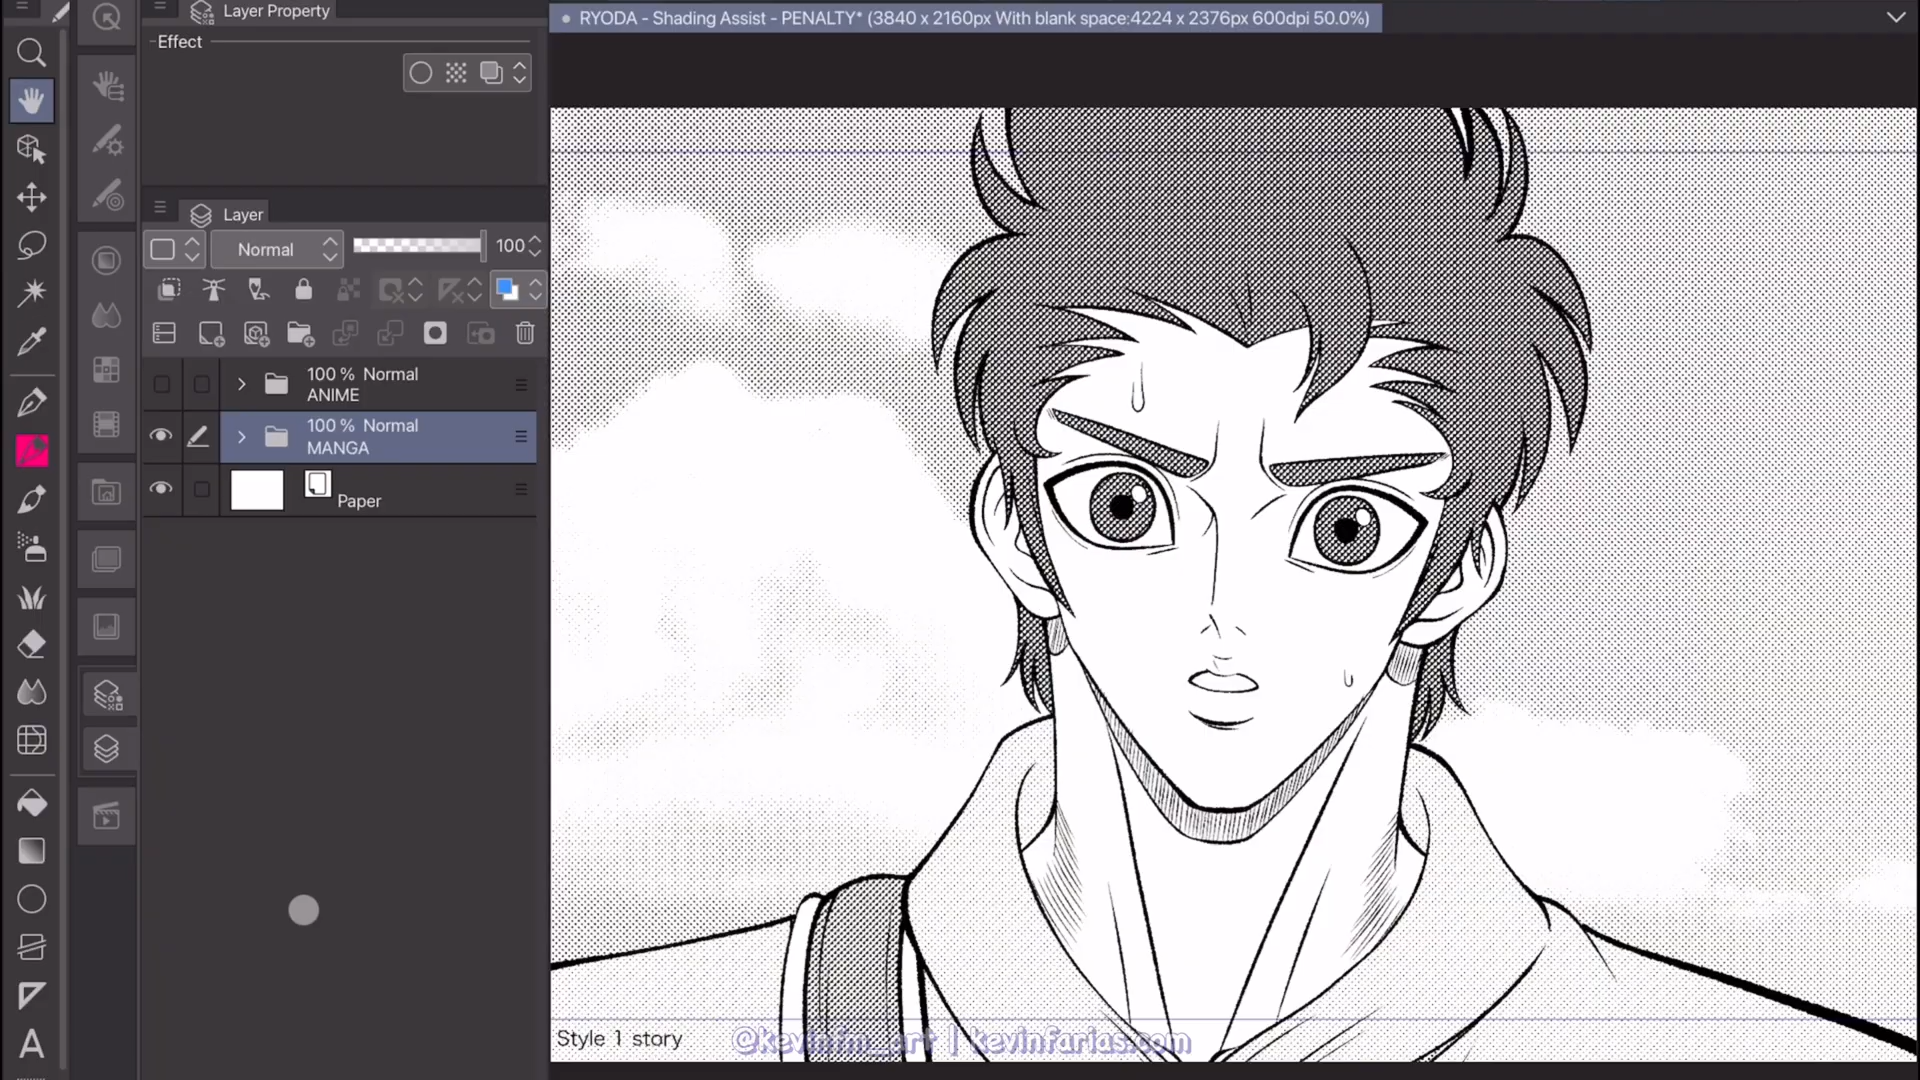 Layer Property
RYODA - Shading Assist - PENALTY* (3840 x 2160px With blank space:4224 x 2376px 600dpi 50.0%)
Effect
Layer
Normal
100
100 % Normal
ANIME
100 % Normal
MANGA
Paper
A
Style 1 story
@kevinfm_art | kevinfarias.com